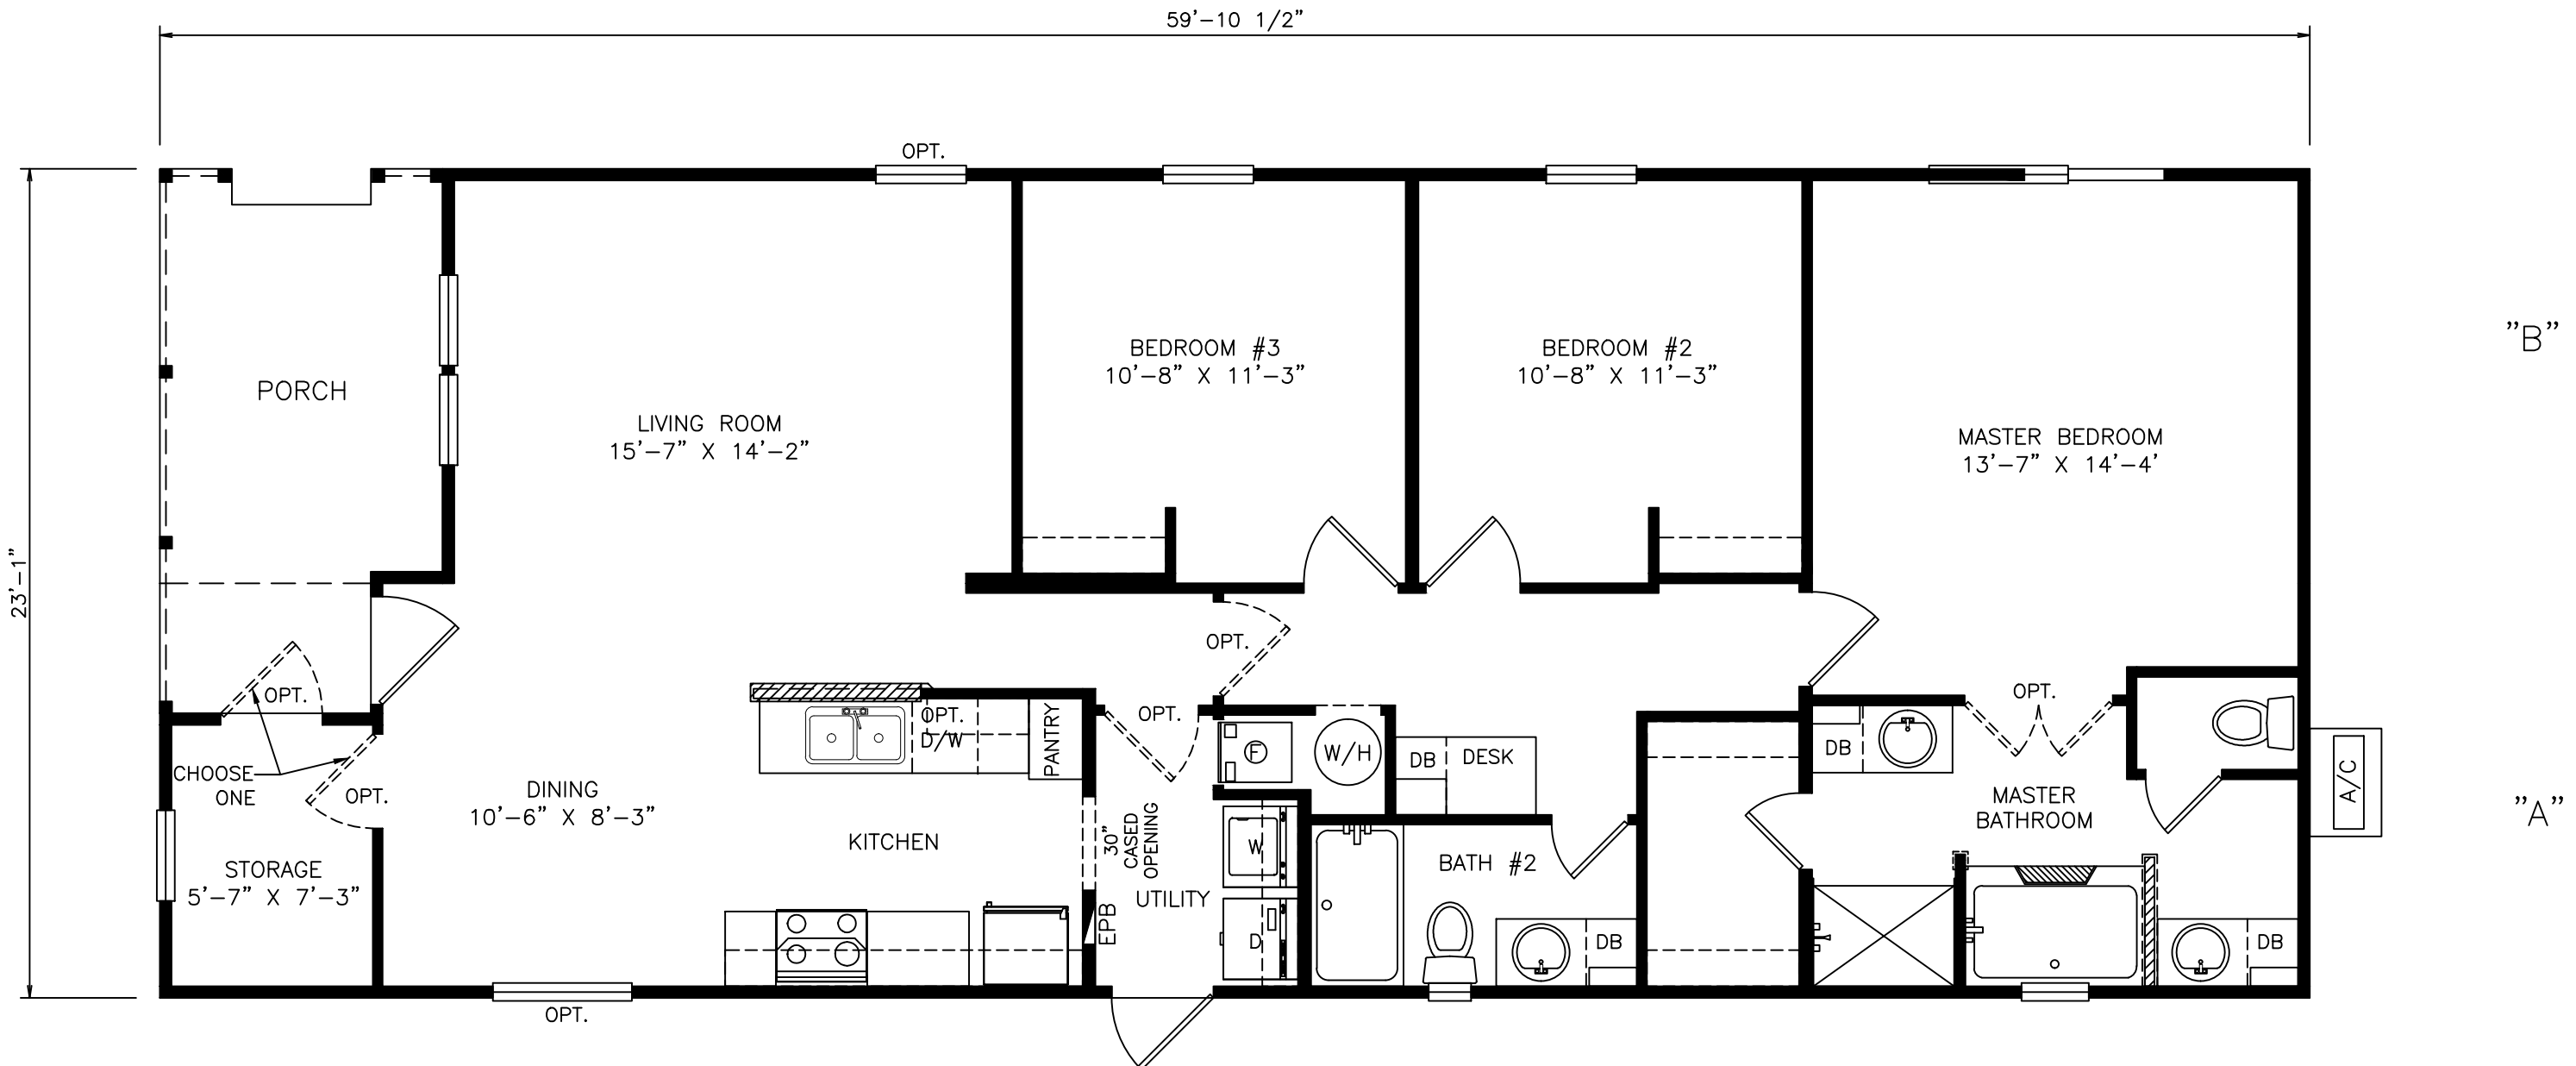 59'-10 1/2"
OPT.
"B"
BEDROOM #3
10'-8" X 11'-3"
BEDROOM #2
10'-8" X 11'-3"
PORCH
LIVING ROOM
15'-7" X 14'-2"
MASTER BEDROOM
13'-7" X 14'-4'
23'-1"
OPT.
OPT.
OPT.
OPT.
OPT.
D/W
PANTRY
OPT.
F
W/H
DB
DESK
DB
A/C
CHOOSE
ONE
OPT.
DINING
10'-6" X 8'-3"
KITCHEN
30"
CASED
OPENING
MASTER
BATHROOM
"A"
STORAGE
5'-7" X 7'-3"
W
BATH #2
UTILITY
EPB
D
DB
DB
OPT.